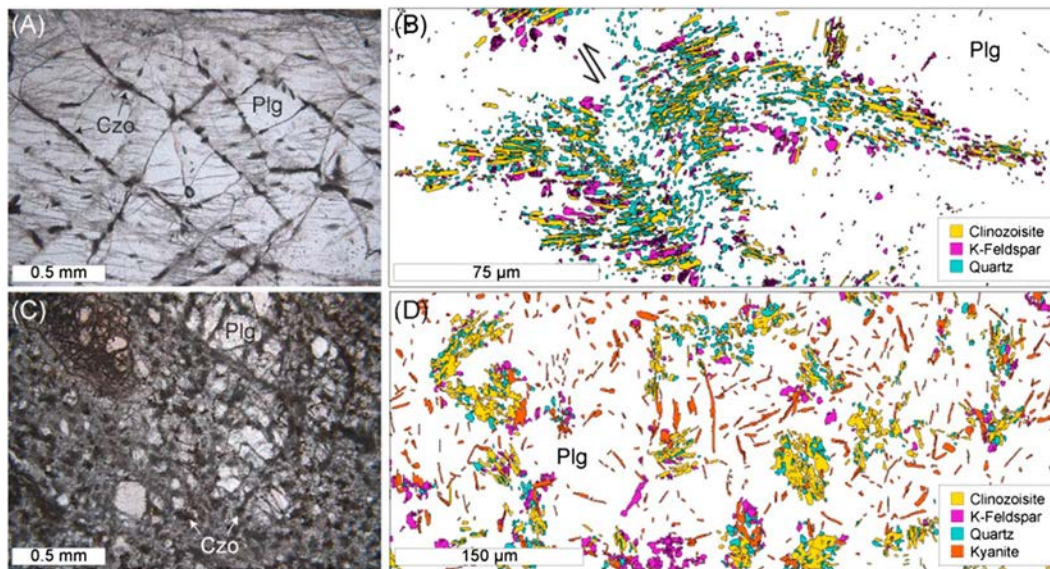 (A)
Plg
Czo
0.5 mm
(B)
Plg
Clinozoisite
K-Feldspar
Quartz
75 µm
(C)
Plg
Czo
0.5 mm
(D)
Plg
Clinozoisite
K-Feldspar
Quartz
Kyanite
150 µm